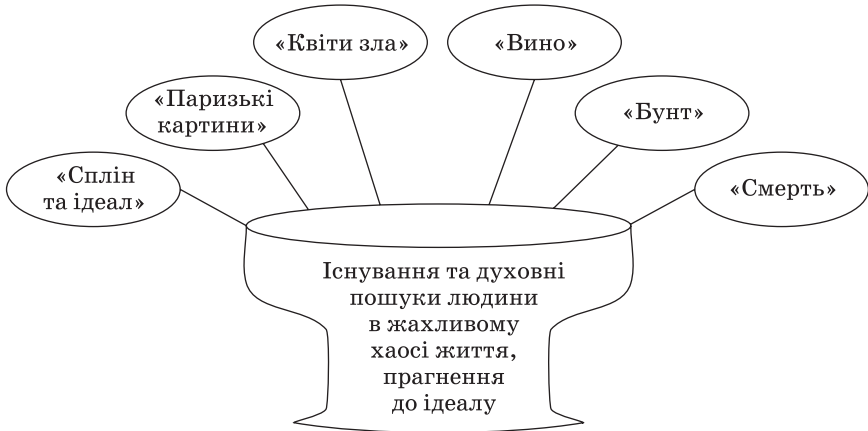 «Квіти зла»
«Вино»
«Паризькі
картини»
«Бунт»
«Сплін
та ідеал»
«Смерть»
Існування та духовні
пошуки людини
в жахливому
хаосі життя,
прагнення
до ідеалу